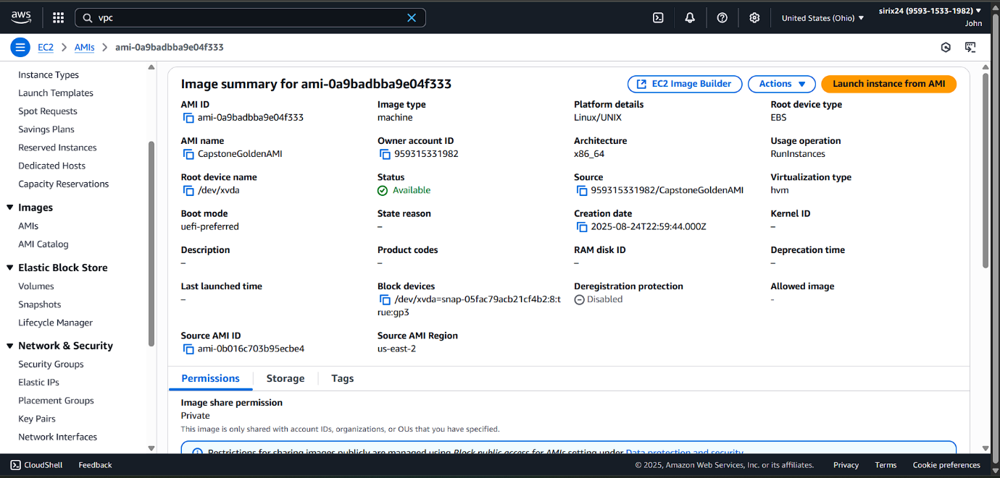 aws
vpc
United States (Ohio)
sirix24 (9593-1533-1982)
John
EC2
AMIs
ami-0a9badbba9e04f333
Instance Types
Launch Templates
Spot Requests
Savings Plans
Reserved Instances
Dedicated Hosts
Capacity Reservations
Images
AMIs
AMI Catalog
Elastic Block Store
Volumes
Snapshots
Lifecycle Manager
Network & Security
Security Groups
Elastic IPs
Placement Groups
Key Pairs
Network Interfaces
Image summary for ami-0a9badbba9e04f333
EC2 Image Builder
Actions
Launch instance from AMI
AMI ID
ami-0a9badbba9e04f333
Image type
machine
Platform details
Linux/UNIX
Root device type
EBS
AMI name
CapstoneGoldenAMI
Owner account ID
959315331982
Architecture
x86_64
Usage operation
RunInstances
Root device name
/dev/xvda
Status
Available
Source
959315331982/CapstoneGoldenAMI
Virtualization type
hvm
Boot mode
uefi-preferred
State reason
–
Creation date
2025-08-24T22:59:44.000Z
Kernel ID
–
Description
–
Product codes
–
RAM disk ID
–
Deprecation time
–
Last launched time
–
Block devices
/dev/xvda=snap-05fac79acb21cf4b2:8:t
rue:gp3
Deregistration protection
Disabled
Allowed image
-
Source AMI ID
ami-0b016c703b95ecbe4
Source AMI Region
us-east-2
Permissions
Storage
Tags
Image share permission
Private
This image is only shared with account IDs, organizations, or OUs that you have specified.
Restrictions for sharing images publicly are managed using Block public access for AMIs setting under Data protection and security
CloudShell
Feedback
© 2025, Amazon Web Services, Inc. or its affiliates.
Privacy
Terms
Cookie preferences